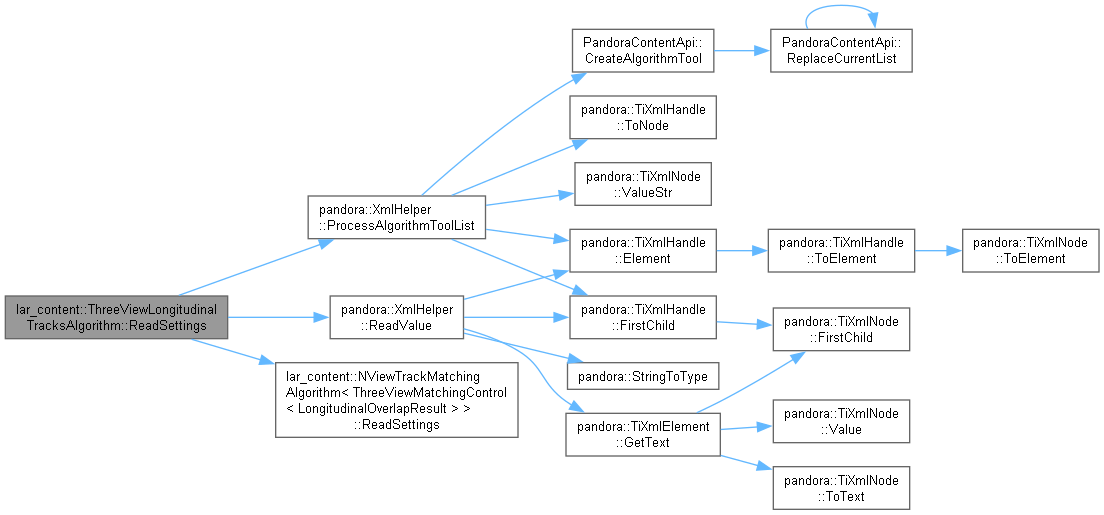 lar_content::ThreeViewLongitudinal
TracksAlgorithm::ReadSettings
pandora::XmlHelper
::ProcessAlgorithmToolList
PandoraContentApi::
CreateAlgorithmTool
PandoraContentApi::
ReplaceCurrentList
pandora::TiXmlHandle
::ToNode
pandora::TiXmlNode
::ValueStr
pandora::TiXmlHandle
::Element
pandora::TiXmlHandle
::ToElement
pandora::TiXmlNode
::ToElement
pandora::TiXmlHandle
::FirstChild
pandora::TiXmlNode
::FirstChild
pandora::XmlHelper
::ReadValue
pandora::StringToType
pandora::TiXmlElement
::GetText
pandora::TiXmlNode
::Value
pandora::TiXmlNode
::ToText
lar_content::NViewTrackMatching
Algorithm< ThreeViewMatchingControl
< LongitudinalOverlapResult > >
::ReadSettings